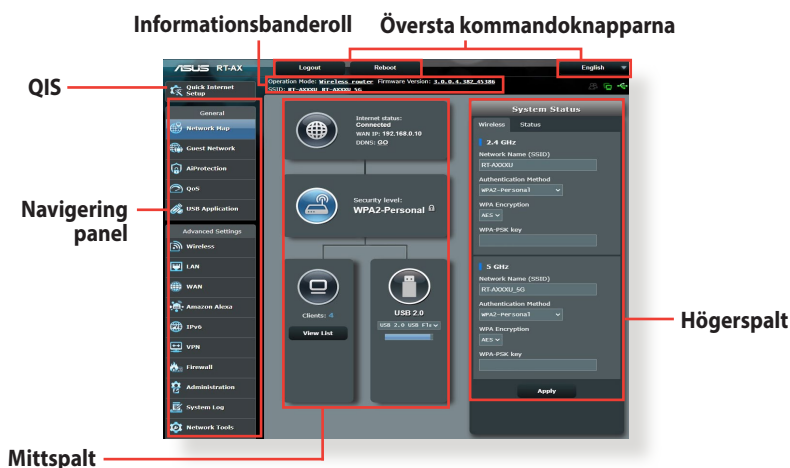 Informationsbanderoll
Översta kommandoknapparna
QIS
Navigering
panel
Mittspalt
Högerspalt
ASUS RT-AX
Logout
Reboot
English
Operation Mode: Wireless router Firmware Version: 3.0.0.4.382_45386
SSID: RT-AXXXU RT-AXXXU_5G
Quick Internet
Setup
General
Network Map
Guest Network
AiProtection
QoS
USB Application
Advanced Settings
Wireless
LAN
WAN
Amazon Alexa
IPv6
VPN
Firewall
Administration
System Log
Network Tools
Internet status:
Connected
WAN IP: 192.168.0.10
DDNS: GO
Security level:
WPA2-Personal
Clients: 4
View List
USB 2.0
USB 2.0 USB Fla
System Status
Wireless
Status
2.4 GHz
Network Name (SSID)
RT-AXXXU
Authentication Method
WPA2-Personal
WPA Encryption
AES
WPA-PSK key
5 GHz
Network Name (SSID)
RT-AXXXU_5G
Authentication Method
WPA2-Personal
WPA Encryption
AES
WPA-PSK key
Apply